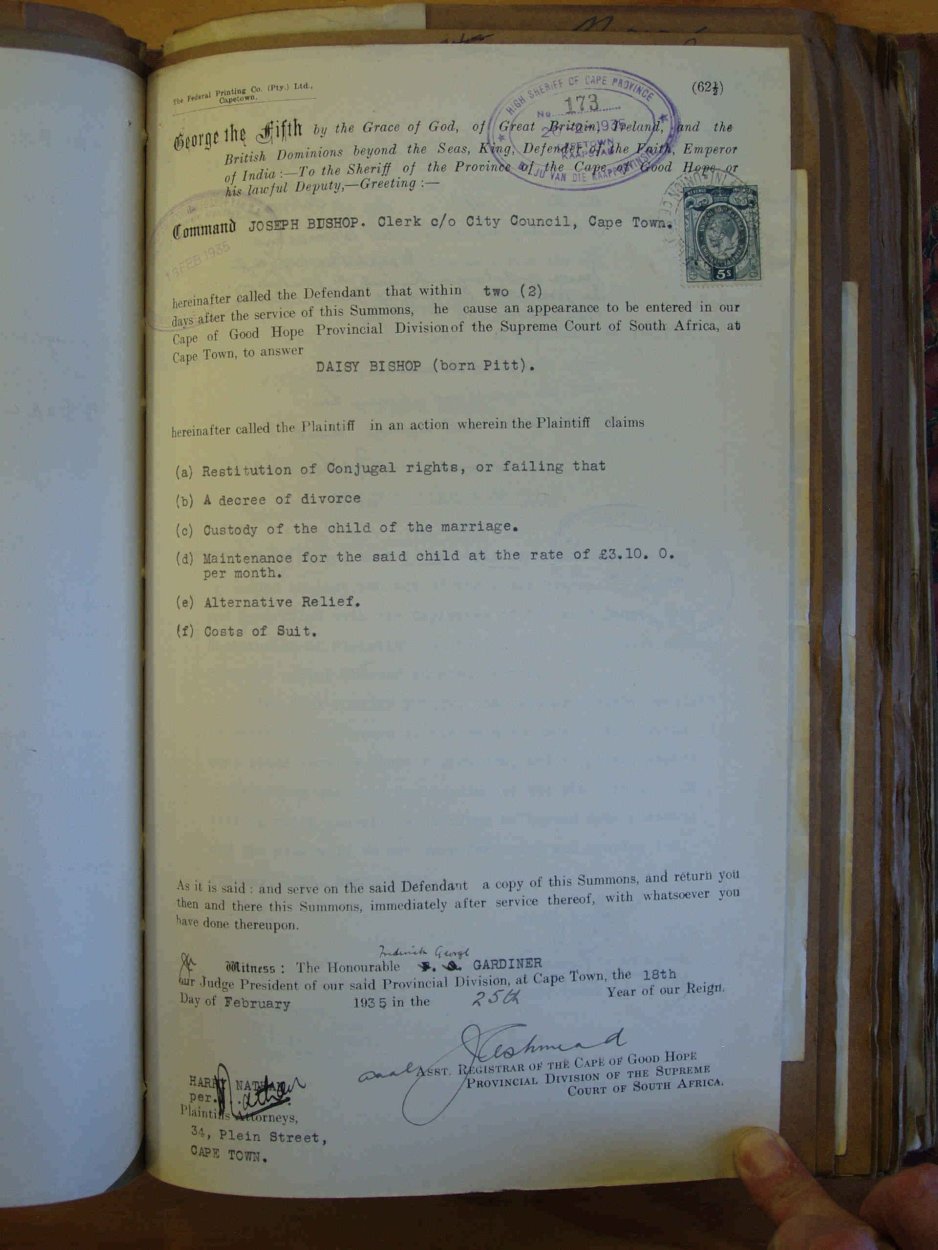 The Federal Printing Co. (Pty.) Ltd.,
Capetown.
(62½)
HIGH SHERIFF OF CAPE PROVINCE
No. 173
BALJU VAN DIE KAAPPROVINSIE
George the Fifth by the Grace of God, of Great Britain, Ireland, and the
British Dominions beyond the Seas, King, Defender of the Faith, Emperor
of India :—To the Sheriff of the Province of the Cape of Good Hope or
his lawful Deputy,—Greeting :—
Command JOSEPH BISHOP. Clerk c/o City Council, Cape Town.
FEB 1935
5s
hereinafter called the Defendant that within two (2)
days after the service of this Summons, he cause an appearance to be entered in our
Cape of Good Hope Provincial Division of the Supreme Court of South Africa, at
Cape Town, to answer
DAISY BISHOP (born Pitt).
hereinafter called the Plaintiff in an action wherein the Plaintiff claims
(a) Restitution of Conjugal rights, or failing that
(b) A decree of divorce
(c) Custody of the child of the marriage.
(d) Maintenance for the said child at the rate of £3.10. 0.
per month.
(e) Alternative Relief.
(f) Costs of Suit.
As it is said : and serve on the said Defendant a copy of this Summons, and return you
then and there this Summons, immediately after service thereof, with whatsoever you
have done thereupon.
Frederick George
Witness : The Honourable GARDINER
our Judge President of our said Provincial Division, at Cape Town, the 18th
Day of February 1935 in the 25th Year of our Reign.
Asst. Registrar of the Cape of Good Hope
Provincial Division of the Supreme
Court of South Africa.
HARRY NATHAN
per.
Plaintiffs Attorneys,
34, Plein Street,
CAPE TOWN.